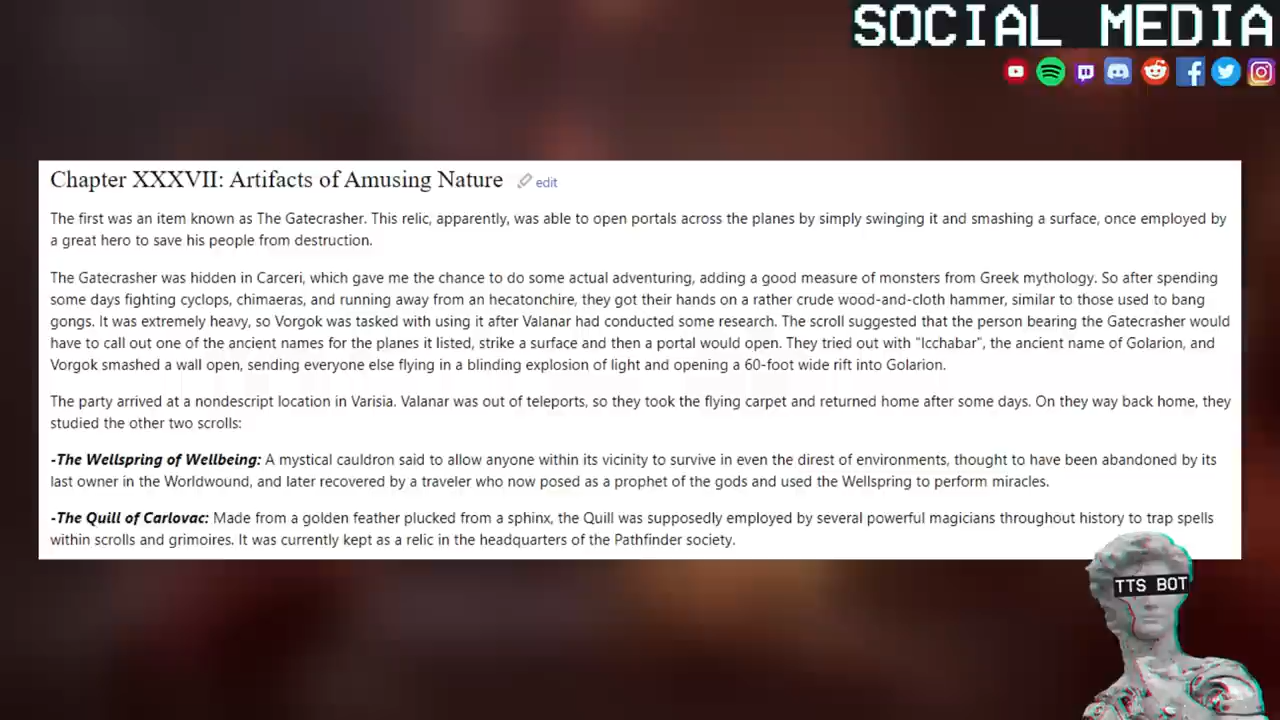 SOCIAL MEDIA
Chapter XXXVII: Artifacts of Amusing Nature edit
The first was an item known as The Gatecrasher. This relic, apparently, was able to open portals across the planes by simply swinging it and smashing a surface, once employed by
a great hero to save his people from destruction.
The Gatecrasher was hidden in Carceri, which gave me the chance to do some actual adventuring, adding a good measure of monsters from Greek mythology. So after spending
some days fighting cyclops, chimaeras, and running away from an hecatonchire, they got their hands on a rather crude wood-and-cloth hammer, similar to those used to bang
gongs. It was extremely heavy, so Vorgok was tasked with using it after Valanar had conducted some research. The scroll suggested that the person bearing the Gatecrasher would
have to call out one of the ancient names for the planes it listed, strike a surface and then a portal would open. They tried out with "Icchabar", the ancient name of Golarion, and
Vorgok smashed a wall open, sending everyone else flying in a blinding explosion of light and opening a 60-foot wide rift into Golarion.
The party arrived at a nondescript location in Varisia. Valanar was out of teleports, so they took the flying carpet and returned home after some days. On they way back home, they
studied the other two scrolls:
-The Wellspring of Wellbeing: A mystical cauldron said to allow anyone within its vicinity to survive in even the direst of environments, thought to have been abandoned by its
last owner in the Worldwound, and later recovered by a traveler who now posed as a prophet of the gods and used the Wellspring to perform miracles.
-The Quill of Carlovac: Made from a golden feather plucked from a sphinx, the Quill was supposedly employed by several powerful magicians throughout history to trap spells
within scrolls and grimoires. It was currently kept as a relic in the headquarters of the Pathfinder society.
TTS BOT